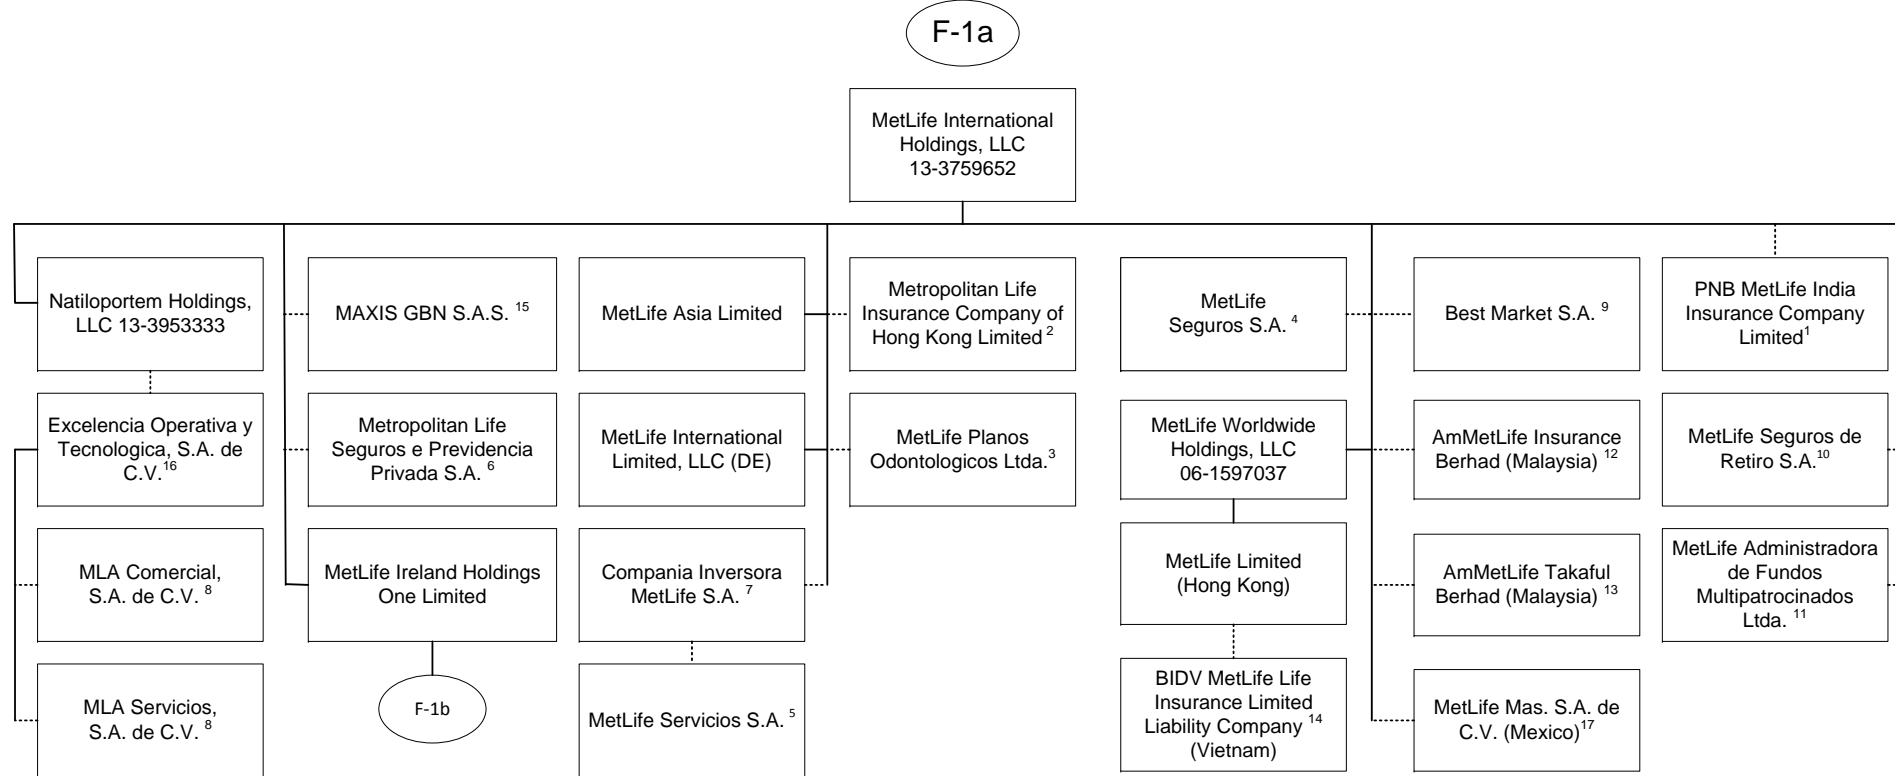 F-1a
MetLife International
Holdings, LLC
13-3759652
Natiloportem Holdings,
LLC 13-3953333
MAXIS GBN S.A.S. 15
MetLife Asia Limited
Metropolitan Life
Insurance Company of
Hong Kong Limited 2
MetLife
Seguros S.A. 4
Best Market S.A. 9
PNB MetLife India
Insurance Company
Limited1
Excelencia Operativa y
Tecnologica, S.A. de
C.V.16
Metropolitan Life
Seguros e Previdencia
Privada S.A. 6
MetLife International
Limited, LLC (DE)
MetLife Planos
Odontologicos Ltda.3
MetLife Worldwide
Holdings, LLC
06-1597037
AmMetLife Insurance
Berhad (Malaysia) 12
MetLife Seguros de
Retiro S.A.10
MLA Comercial,
S.A. de C.V. 8
MetLife Ireland Holdings
One Limited
Compania Inversora
MetLife S.A. 7
MetLife Limited
(Hong Kong)
AmMetLife Takaful
Berhad (Malaysia) 13
MetLife Administradora
de Fundos
Multipatrocinados
Ltda. 11
MLA Servicios,
S.A. de C.V. 8
F-1b
MetLife Servicios S.A. 5
BIDV MetLife Life
Insurance Limited
Liability Company 14
(Vietnam)
MetLife Mas. S.A. de
C.V. (Mexico)17